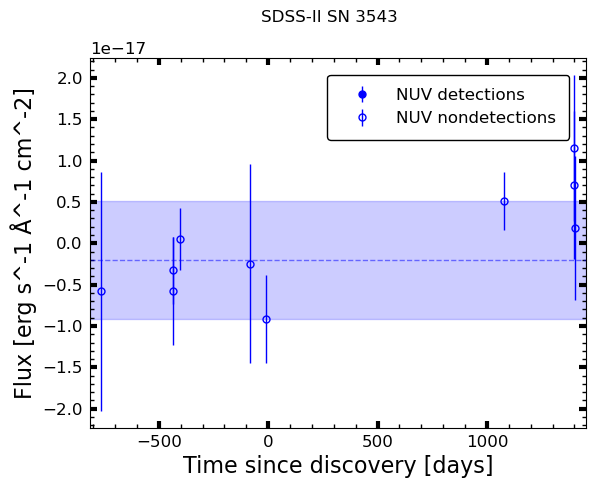 SDSS-II SN 3543
1e−17
NUV detections
NUV nondetections
2.0
1.5
1.0
0.5
0.0
−0.5
−1.0
−1.5
−2.0
Flux [erg s^-1 Å^-1 cm^-2]
−500 0 500 1000
Time since discovery [days]